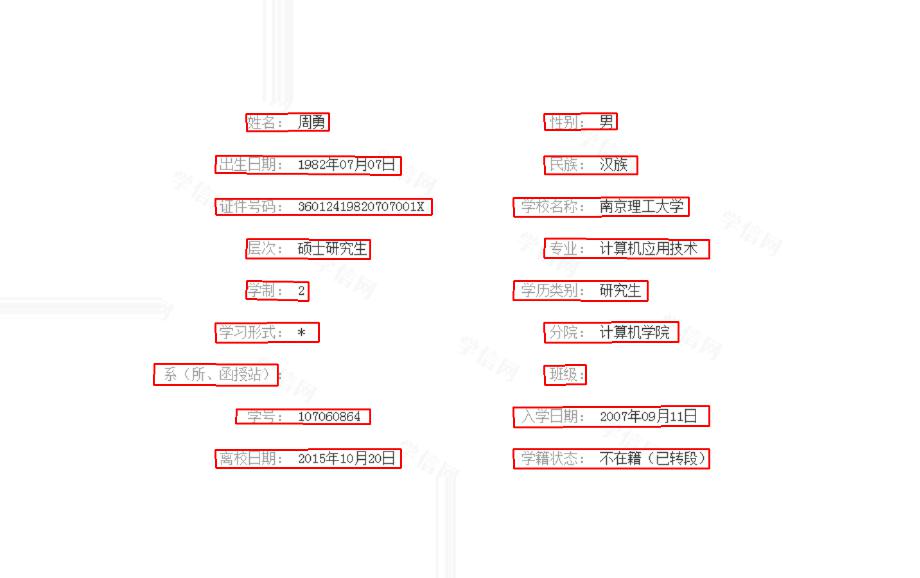 姓名： 周勇 性别： 男
出生日期： 1982年07月07日 民族： 汉族
证件号码： 36012419820707001X 学校名称： 南京理工大学
层次： 硕士研究生 专业： 计算机应用技术
学制： 2 学历类别： 研究生
学习形式： * 分院： 计算机学院
系（所、函授站）： 班级：
学号： 107060864 入学日期： 2007年09月11日
离校日期： 2015年10月20日 学籍状态： 不在籍（已转段）